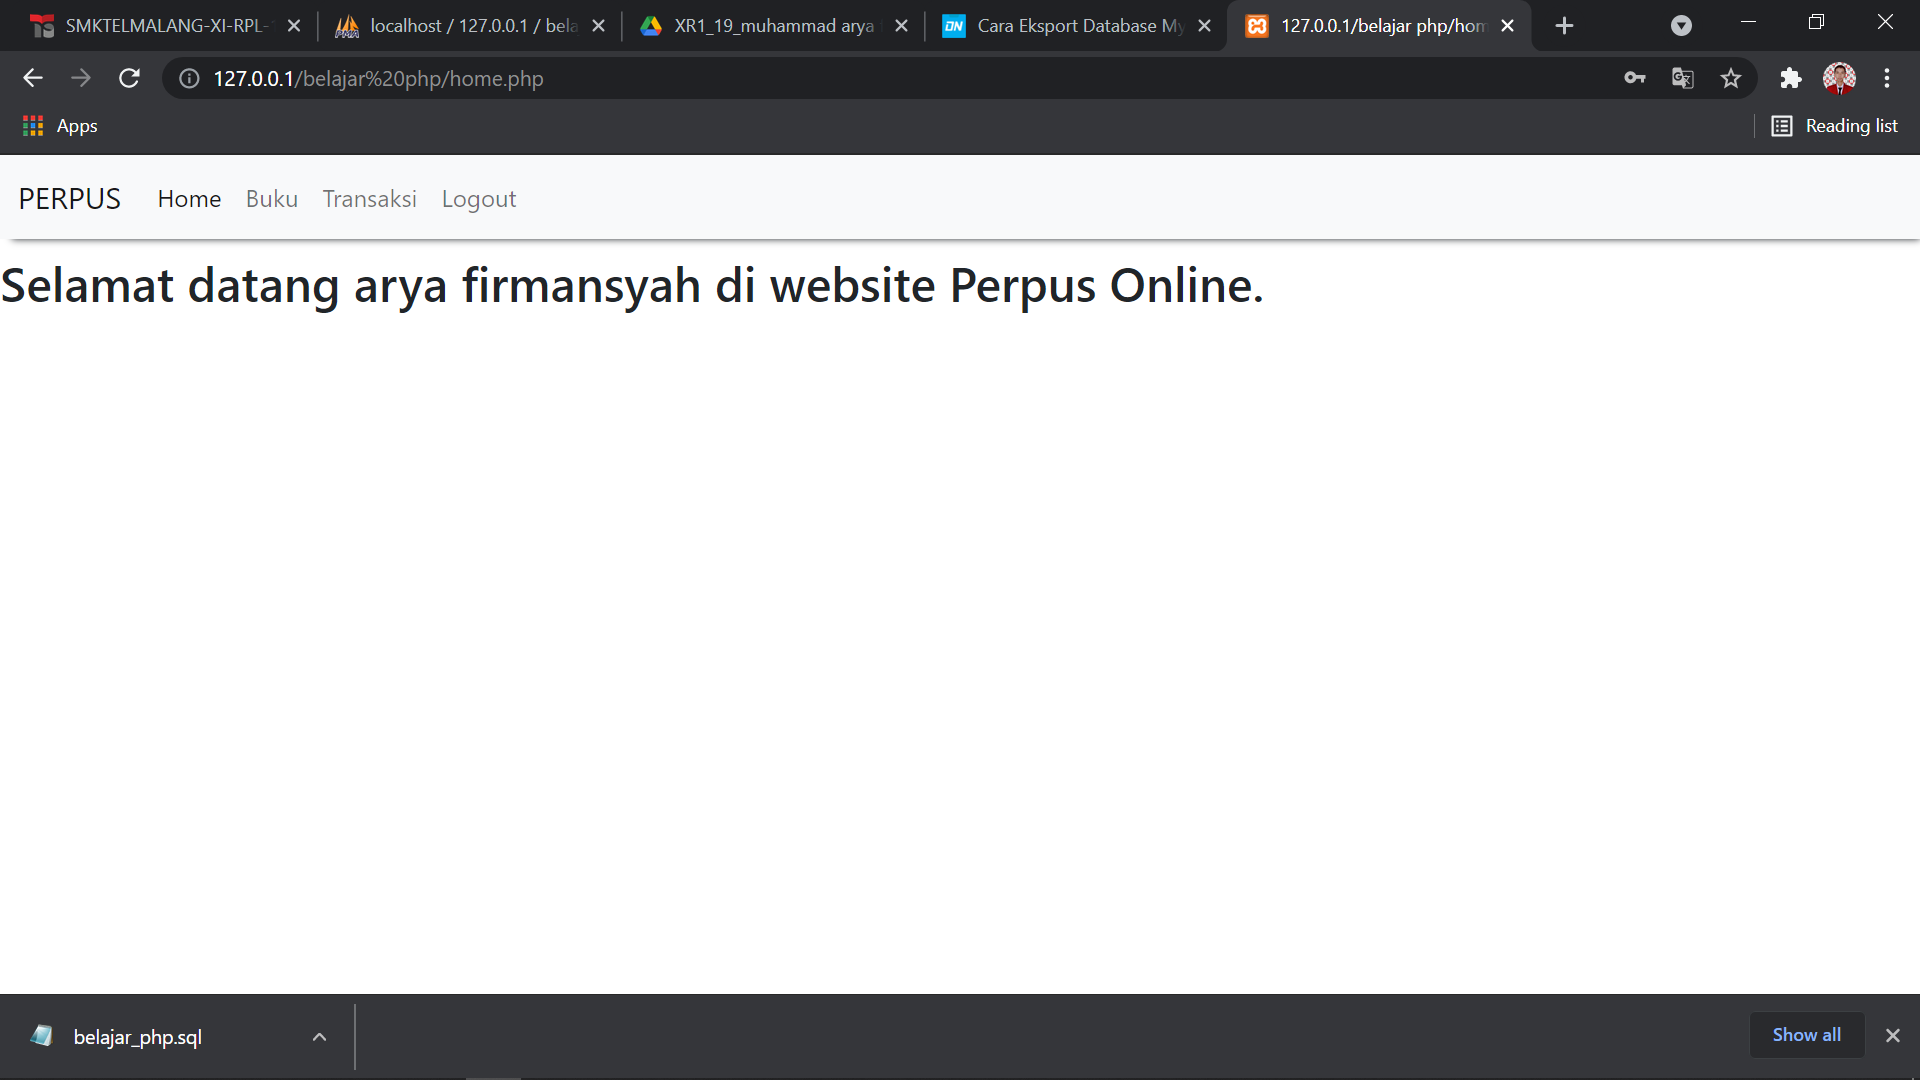 SMKTELMALANG-XI-RPL-
localhost / 127.0.0.1 / bela
XR1_19_muhammad arya
Cara Eksport Database My
127.0.0.1/belajar php/hom
127.0.0.1/belajar%20php/home.php
Apps
Reading list
PERPUS Home Buku Transaksi Logout
Selamat datang arya firmansyah di website Perpus Online.
belajar_php.sql
Show all